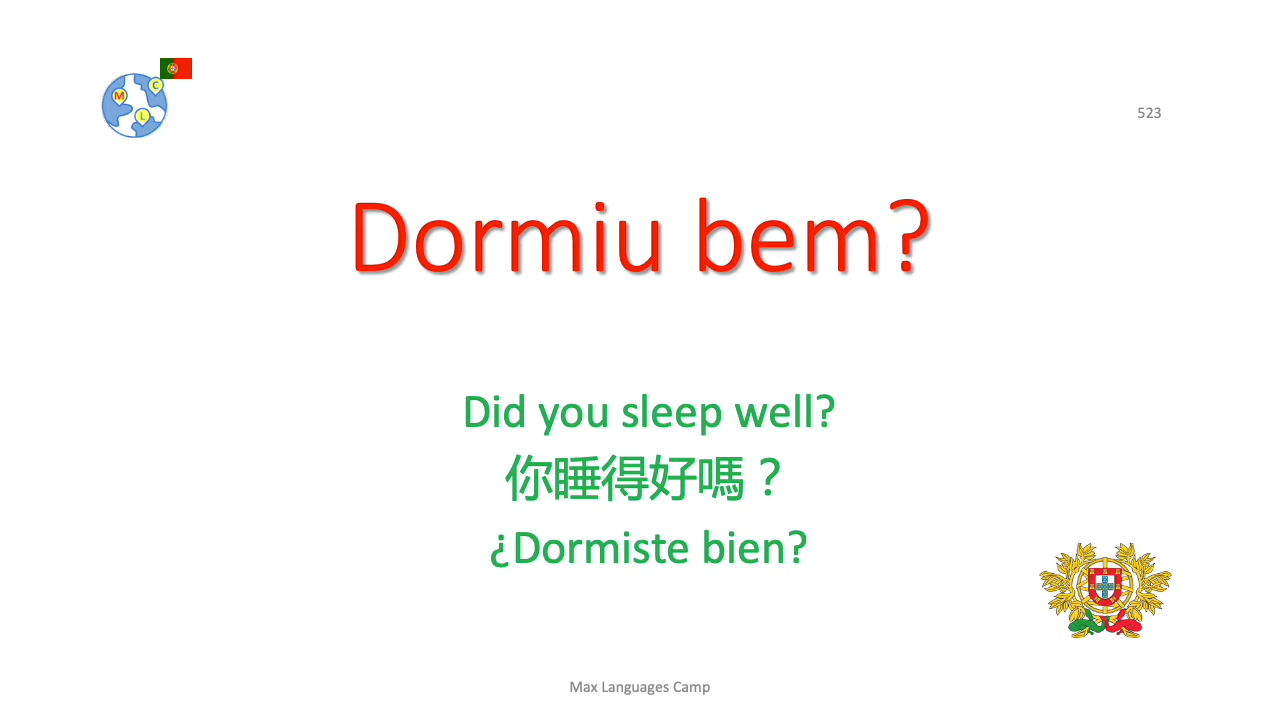 M
C
L
523
Dormiu bem?
Did you sleep well?
你睡得好嗎？
¿Dormiste bien?
Max Languages Camp